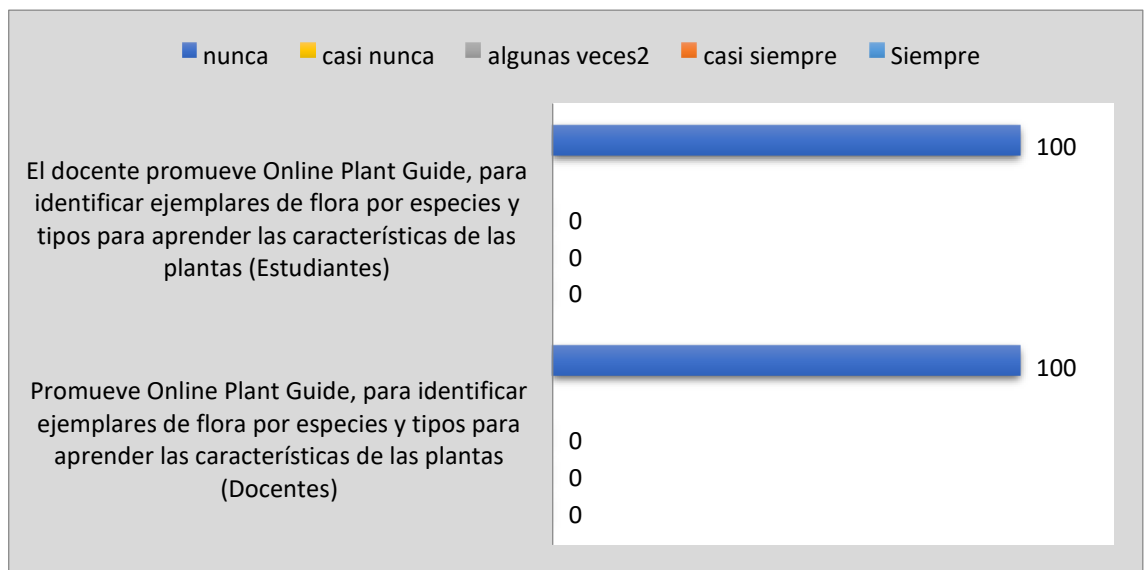 nunca casi nunca algunas veces2 casi siempre Siempre
El docente promueve Online Plant Guide, para
identificar ejemplares de flora por especies y
tipos para aprender las características de las
plantas (Estudiantes)
100
0
0
0
Promueve Online Plant Guide, para identificar
ejemplares de flora por especies y tipos para
aprender las características de las plantas
(Docentes)
100
0
0
0